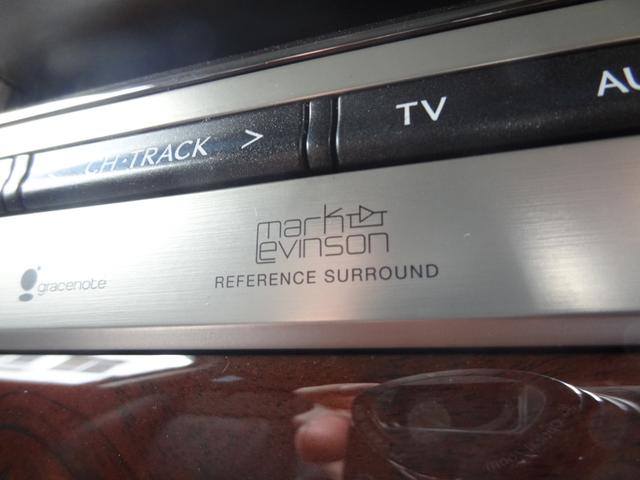 CH·TRACK >
TV
AU
mark
Levinson
REFERENCE SURROUND
gracenote